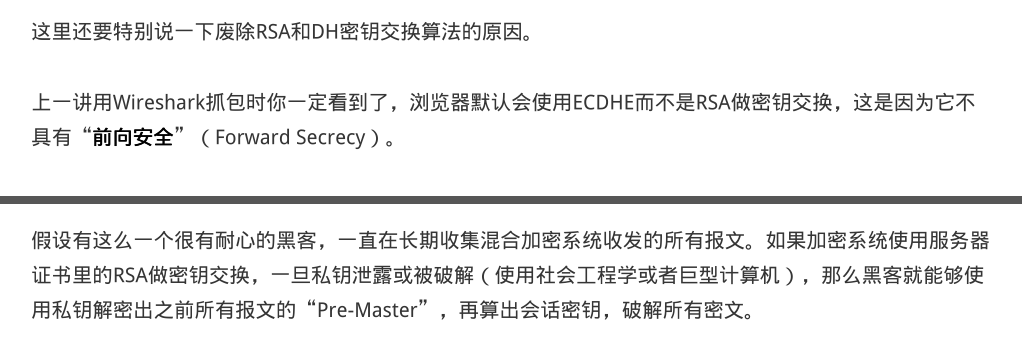 这里还要特别说一下废除RSA和DH密钥交换算法的原因。
上一讲用Wireshark抓包时你一定看到了，浏览器默认会使用ECDHE而不是RSA做密钥交换，这是因为它不
具有“前向安全”（Forward Secrecy）。
假设有这么一个很有耐心的黑客，一直在长期收集混合加密系统收发的所有报文。如果加密系统使用服务器
证书里的RSA做密钥交换，一旦私钥泄露或被破解（使用社会工程学或者巨型计算机），那么黑客就能够使
用私钥解密出之前所有报文的“Pre-Master”，再算出会话密钥，破解所有密文。